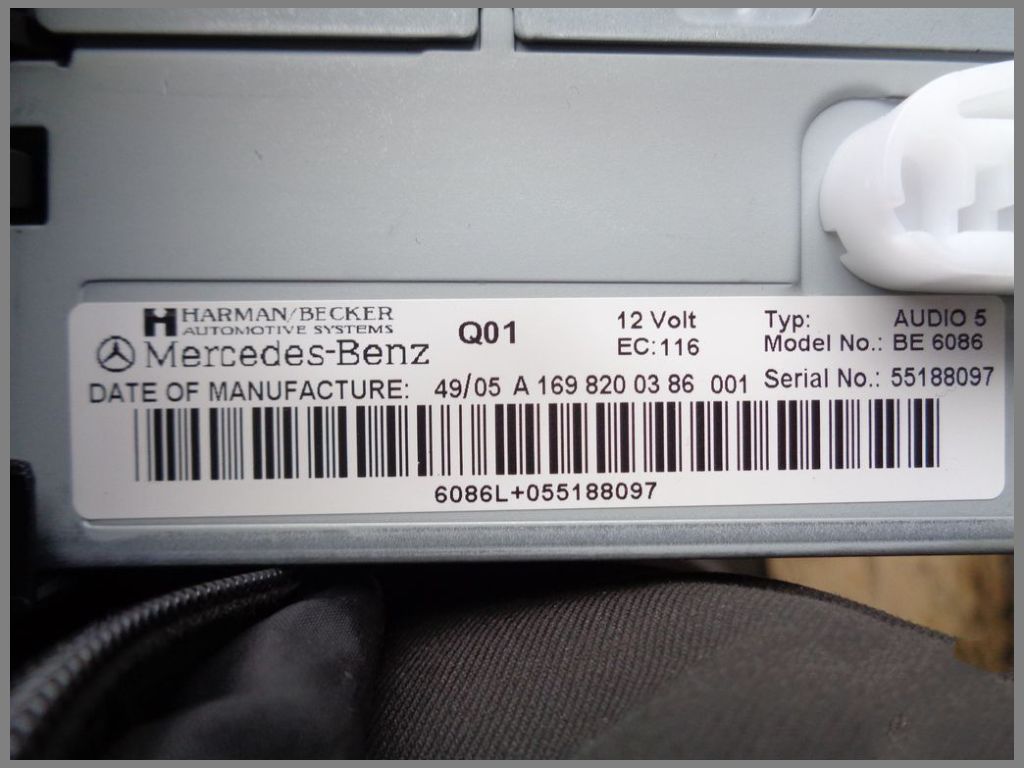 HARMAN/BECKER
AUTOMOTIVE SYSTEMS
Mercedes-Benz
Q01
12 Volt
EC:116
Typ: AUDIO 5
Model No.: BE 6086
DATE OF MANUFACTURE: 49/05 A 169 820 03 86 001 Serial No.: 55188097
6086L+055188097